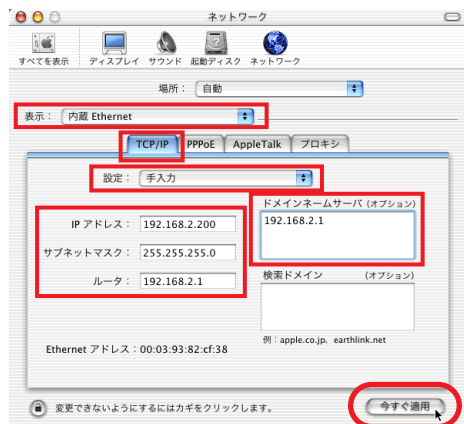 ネットワーク
すべてを表示 ディスプレイ サウンド 起動ディスク ネットワーク
場所： 自動
表示： 内蔵 Ethernet
TCP/IP PPPoE AppleTalk プロキシ
設定： 手入力
ドメインネームサーバ (オプション)
IP アドレス： 192.168.2.200
192.168.2.1
サブネットマスク： 255.255.255.0
ルータ： 192.168.2.1
検索ドメイン (オプション)
Ethernet アドレス：00:03:93:82:cf:38
例：apple.co.jp、earthlink.net
変更できないようにするにはカギをクリックします。
今すぐ適用